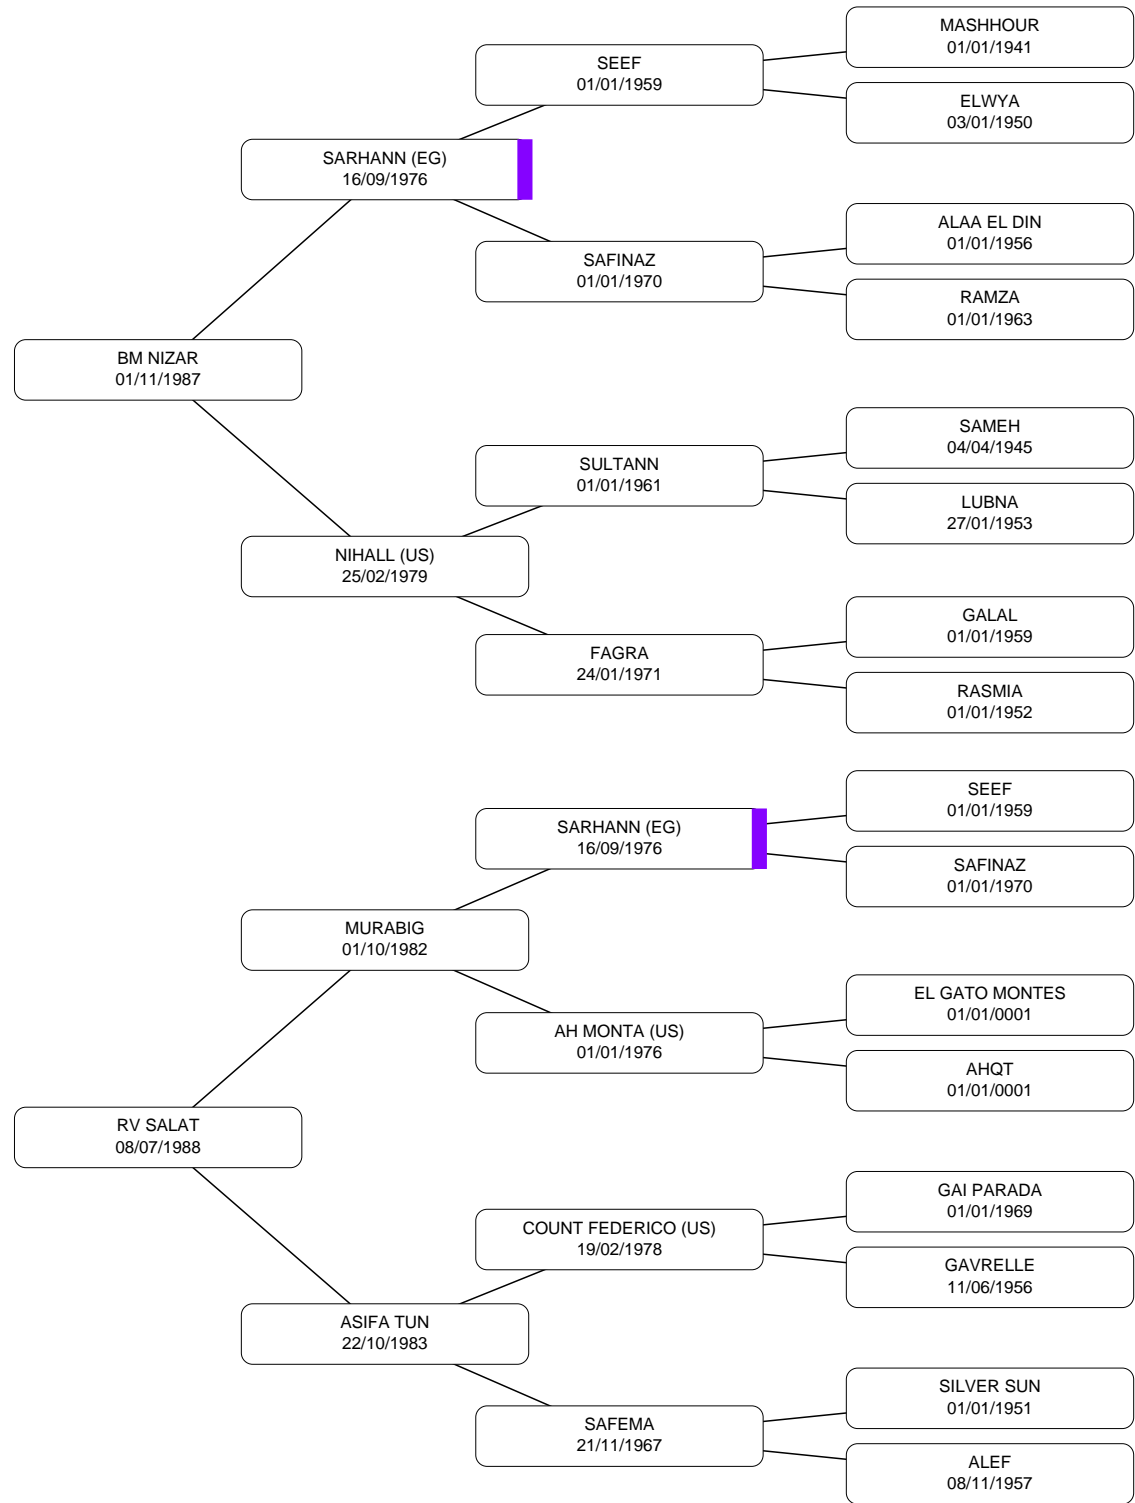 MASHHOUR
01/01/1941
SEEF
01/01/1959
ELWYA
03/01/1950
SARHANN (EG)
16/09/1976
ALAA EL DIN
01/01/1956
SAFINAZ
01/01/1970
RAMZA
01/01/1963
BM NIZAR
01/11/1987
SAMEH
04/04/1945
SULTANN
01/01/1961
LUBNA
27/01/1953
NIHALL (US)
25/02/1979
GALAL
01/01/1959
FAGRA
24/01/1971
RASMIA
01/01/1952
SEEF
01/01/1959
SARHANN (EG)
16/09/1976
SAFINAZ
01/01/1970
MURABIG
01/10/1982
EL GATO MONTES
01/01/0001
AH MONTA (US)
01/01/1976
AHQT
01/01/0001
RV SALAT
08/07/1988
GAI PARADA
01/01/1969
COUNT FEDERICO (US)
19/02/1978
GAVRELLE
11/06/1956
ASIFA TUN
22/10/1983
SILVER SUN
01/01/1951
SAFEMA
21/11/1967
ALEF
08/11/1957